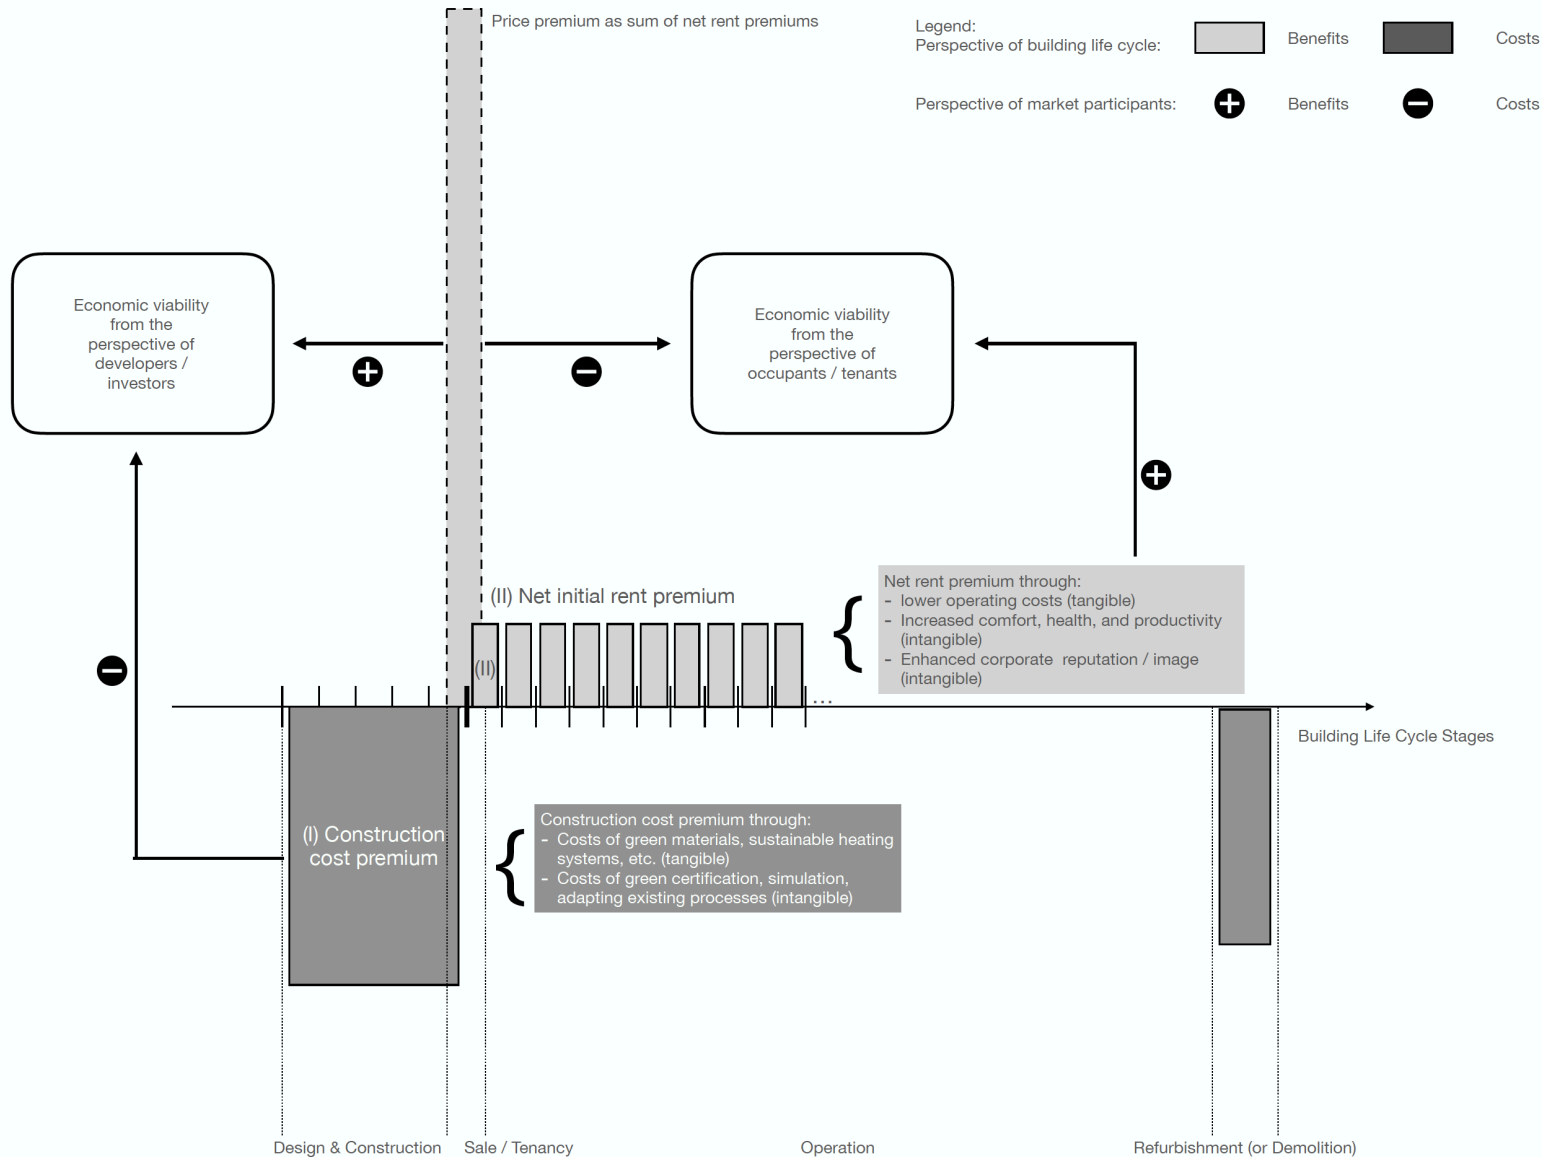 Price premium as sum of net rent premiums
Legend:
Perspective of building life cycle:
Benefits
Costs
Perspective of market participants:
Benefits
Costs
Economic viability
from the
perspective of
developers /
investors
Economic viability
from the
perspective of
occupants / tenants
(II) Net initial rent premium
Net rent premium through:
- lower operating costs (tangible)
- Increased comfort, health, and productivity
(intangible)
- Enhanced corporate reputation / image
(intangible)
(II)
...
Building Life Cycle Stages
(I) Construction
cost premium
Construction cost premium through:
- Costs of green materials, sustainable heating
systems, etc. (tangible)
- Costs of green certification, simulation,
adapting existing processes (intangible)
Design & Construction
Sale / Tenancy
Operation
Refurbishment (or Demolition)